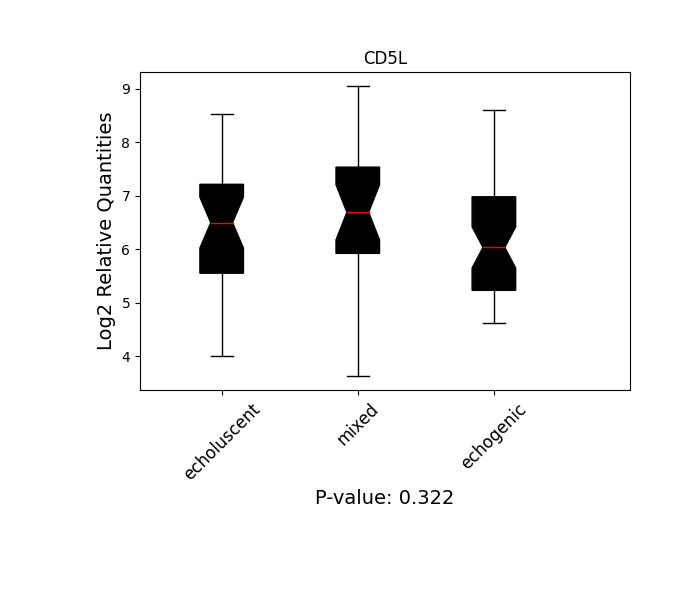 CD5L
Log2 Relative Quantities
9
8
7
6
5
4
echoluscent
mixed
echogenic
P-value: 0.322